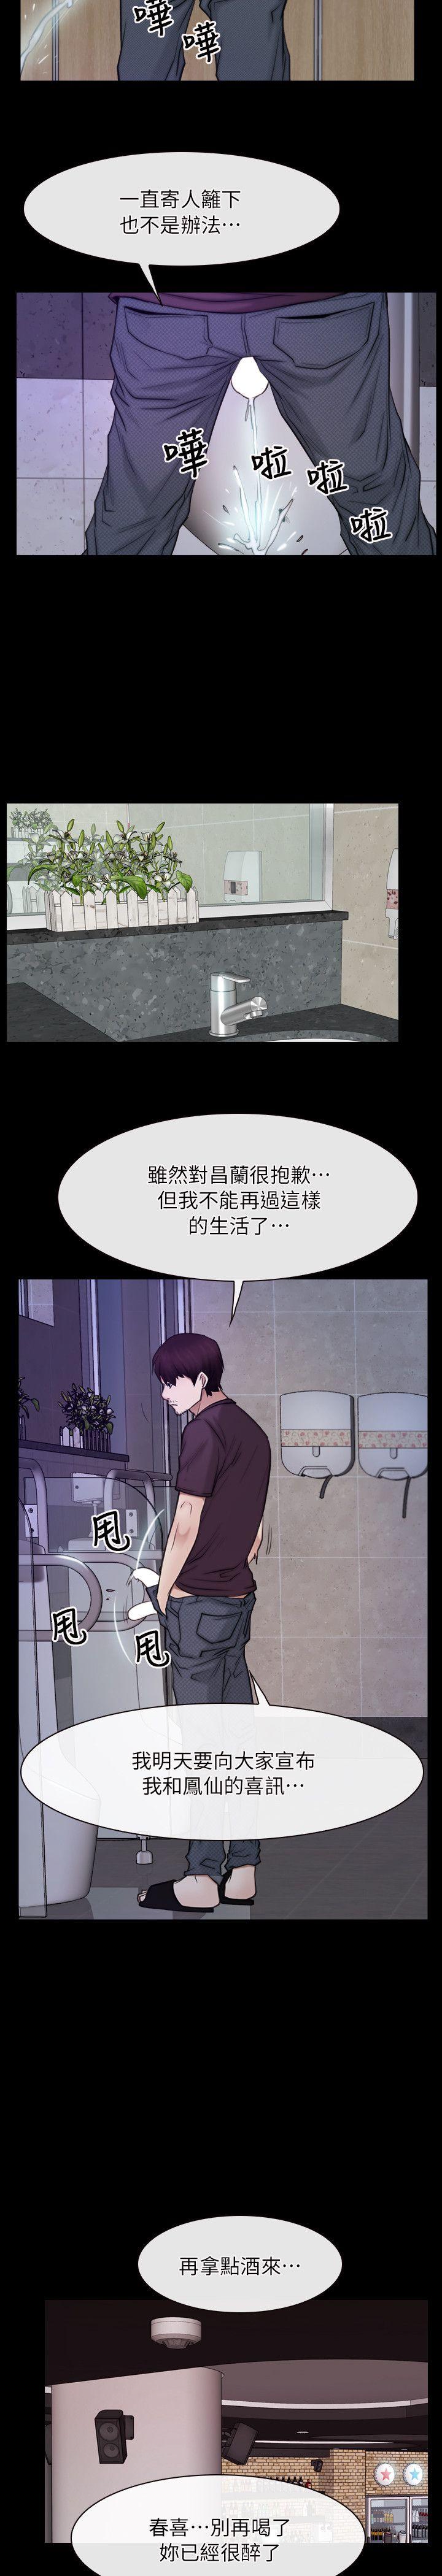 嘩
嘩
一直寄人籬下
也不是辦法⋯
嘩
啦
啦
啦
雖然對昌蘭很抱歉⋯
但我不能再過這樣
的生活了⋯
甩
甩
甩
我明天要向大家宣布
我和鳳仙的喜訊⋯
再拿點酒來⋯
春喜⋯別再喝了
妳已經很醉了